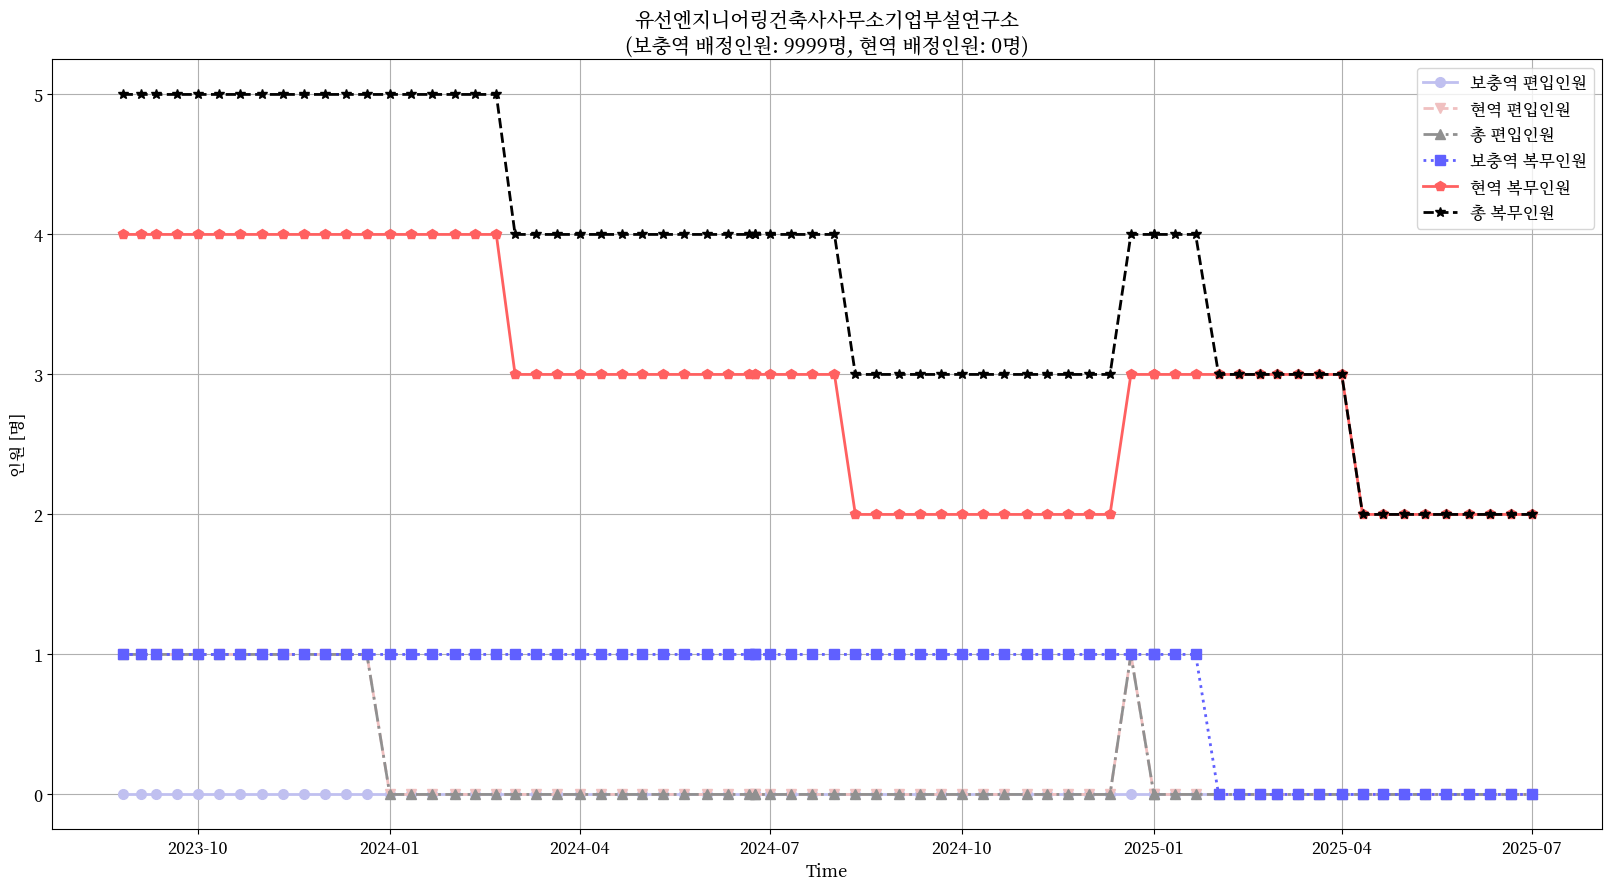 유선엔지니어링건축사사무소기업부설연구소
(보충역 배정인원: 9999명, 현역 배정인원: 0명)
보충역 편입인원
현역 편입인원
총 편입인원
보충역 복무인원
현역 복무인원
총 복무인원
인원 [명]
5
4
3
2
1
0
2023-10
2024-01
2024-04
2024-07
2024-10
2025-01
2025-04
2025-07
Time